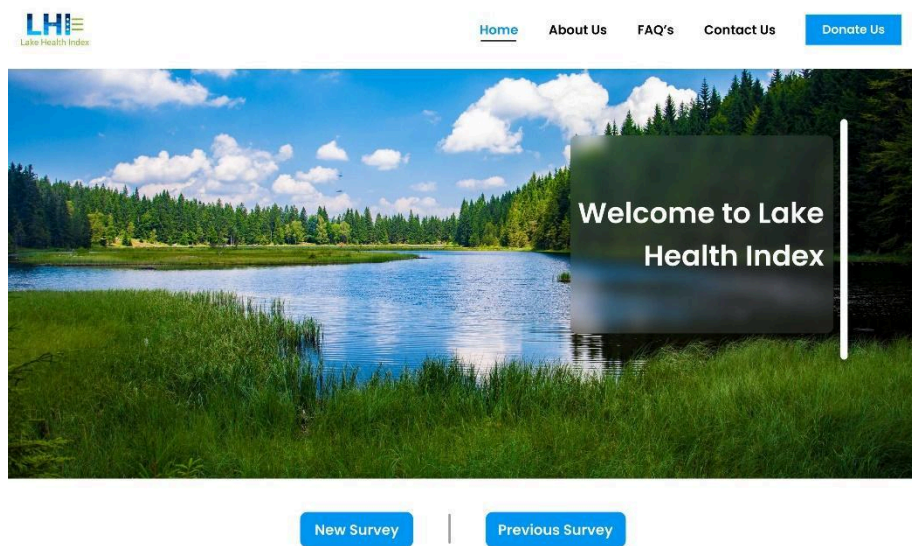 LHI
Lake Health Index
Home
About Us
FAQ’s
Contact Us
Donate Us
Welcome to Lake
Health Index
New Survey
Previous Survey